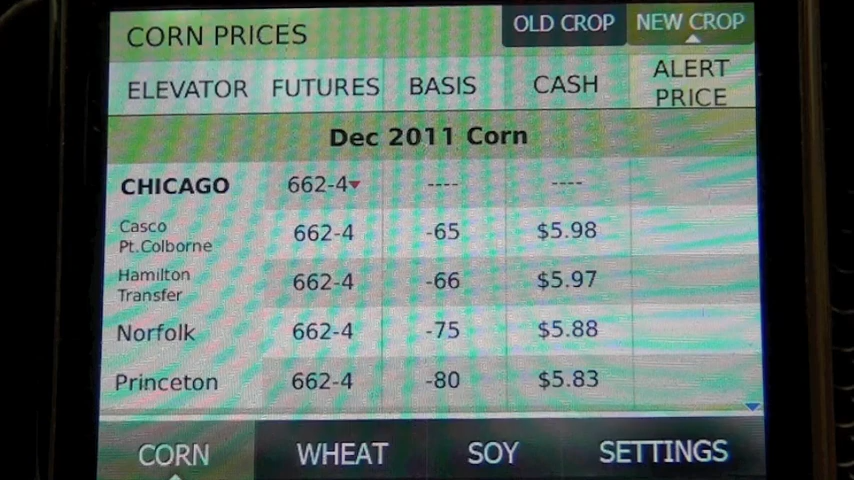 CORN PRICES OLD CROP NEW CROP
ELEVATOR FUTURES BASIS CASH ALERT PRICE
Dec 2011 Corn
CHICAGO 662-4 ---- ----
Casco Pt.Colborne 662-4 -65 $5.98
Hamilton Transfer 662-4 -66 $5.97
Norfolk 662-4 -75 $5.88
Princeton 662-4 -80 $5.83
CORN WHEAT SOY SETTINGS